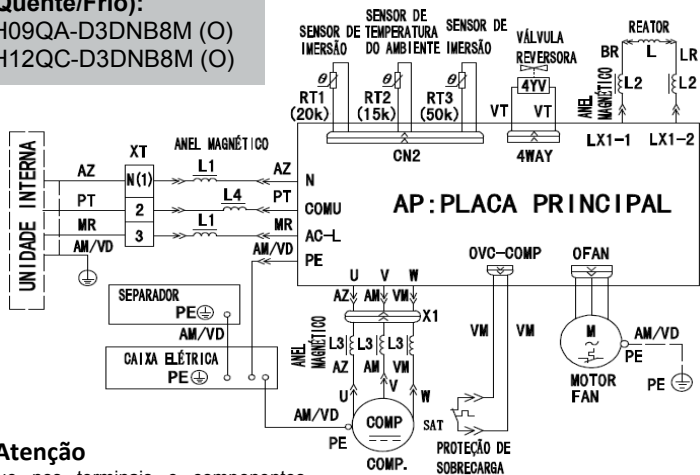 Quente/Frio):
H09QA-D3DNB8M (O)
H12QC-D3DNB8M (O)
SENSOR DE IMERSÃO
SENSOR DE TEMPERATURA DO AMBIENTE
SENSOR DE IMERSÃO
VÁLVULA REVERSORA
REATOR
BR L LR
θ θ θ
RT1 (20k)
RT2 (15k)
RT3 (50k)
4YV
VT VT
ANEL MAGNÉTICO
L2 L2
CN2
4WAY
LX1-1 LX1-2
UNIDADE INTERNA
XT
ANEL MAGNÉTICO
AZ N(1) L1 AZ N
PT 2 L4 PT COMU
MR 3 L1 MR AC-L
AM/VD
AM/VD PE
AP:PLACA PRINCIPAL
OVC-COMP
OFAN
U V W
AZ AM VM
X1
SEPARADOR
PE
AM/VD
CAIXA ELÉTRICA
PE
ANEL MAGNÉTICO
L3 L3 L3
AZ AM VM
U V W
VM VM
M
~
AM/VD
PE
MOTOR FAN
PE
AM/VD
PE
COMP
COMP.
SAT
PROTEÇÃO DE SOBRECARGA
Atenção
ue nos terminais e componentes